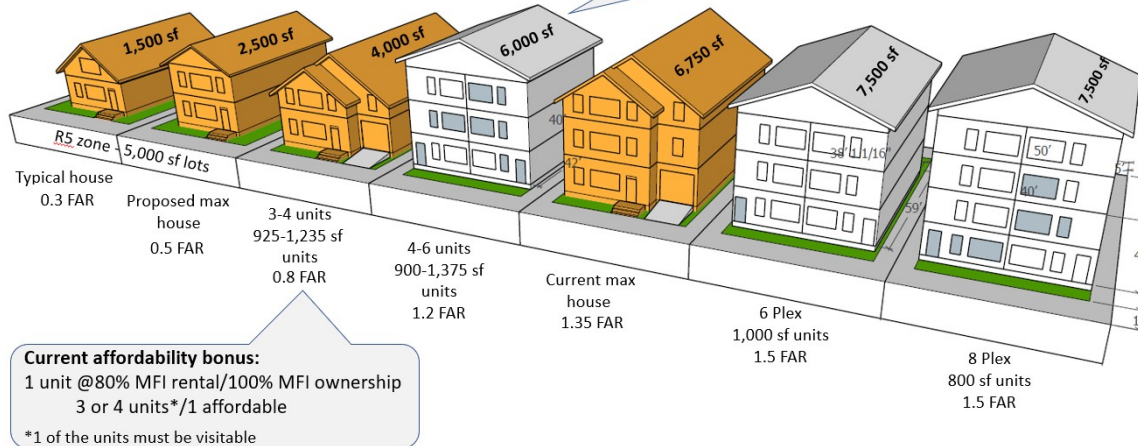 1,500 sf
2,500 sf
4,000 sf
6,000 sf
6,750 sf
7,500 sf
7,500 sf
40'
42'
38' 1 1/16"
59'
50'
40'
R5 zone - 5,000 sf lots
Typical house
0.3 FAR
Proposed max
house
0.5 FAR
3-4 units
925-1,235 sf
units
0.8 FAR
4-6 units
900-1,375 sf
units
1.2 FAR
Current max
house
1.35 FAR
6 Plex
1,000 sf units
1.5 FAR
8 Plex
800 sf units
1.5 FAR
Current affordability bonus:
1 unit @80% MFI rental/100% MFI ownership
3 or 4 units*/1 affordable
*1 of the units must be visitable